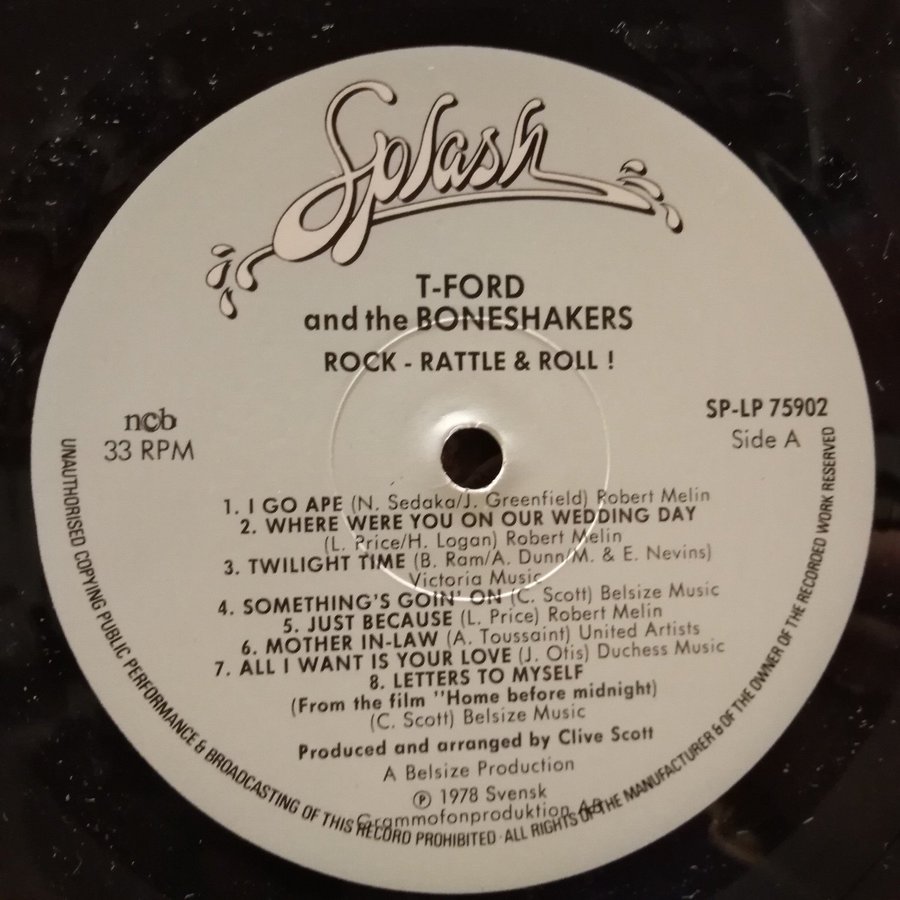 Splash
T-FORD
and the BONESHAKERS
ROCK - RATTLE & ROLL !
ncb
33 RPM
SP-LP 75902
Side A
1. I GO APE (N. Sedaka/J. Greenfield) Robert Melin
2. WHERE WERE YOU ON OUR WEDDING DAY
(L. Price/H. Logan) Robert Melin
3. TWILIGHT TIME (B. Ram/A. Dunn/M. & E. Nevins)
Victoria Music
4. SOMETHING'S GOIN' ON (C. Scott) Belsize Music
5. JUST BECAUSE (L. Price) Robert Melin
6. MOTHER IN-LAW (A. Toussaint) United Artists
7. ALL I WANT IS YOUR LOVE (J. Otis) Duchess Music
8. LETTERS TO MYSELF
(From the film "Home before midnight)
(C. Scott) Belsize Music
Produced and arranged by Clive Scott
A Belsize Production
Ⓟ 1978 Svensk
Grammofonproduktion AB
UNAUTHORISED COPYING PUBLIC PERFORMANCE & BROADCASTING OF THIS RECORD PROHIBITED · ALL RIGHTS OF THE MANUFACTURER & OF THE OWNER OF THE RECORDED WORK RESERVED